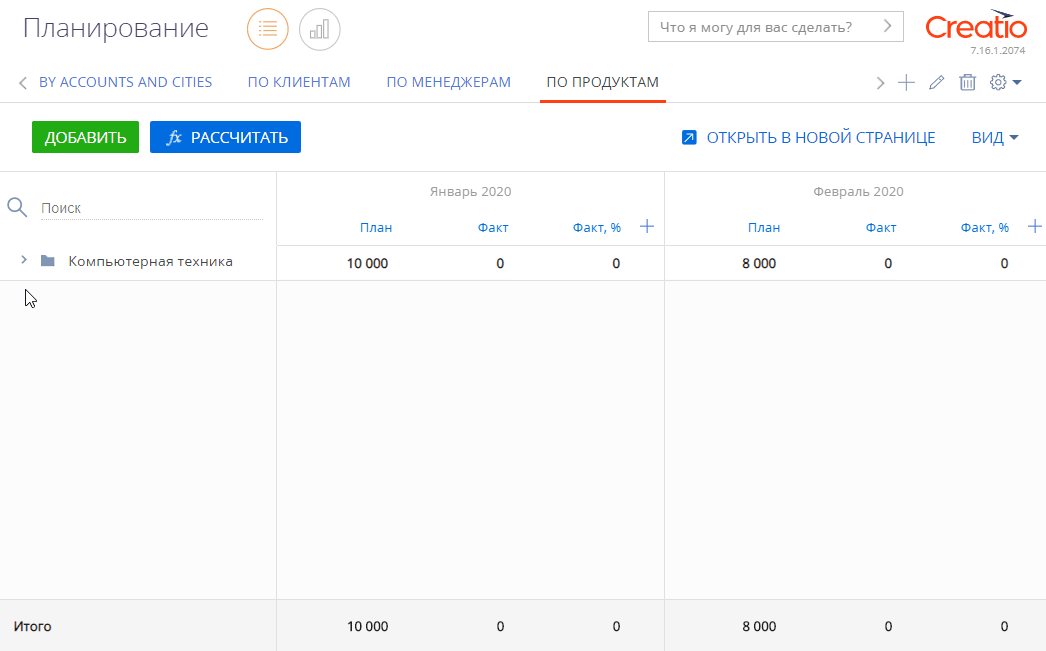 Планирование
Что я могу для вас сделать?
Creatio
7.16.1.2074
BY ACCOUNTS AND CITIES ПО КЛИЕНТАМ ПО МЕНЕДЖЕРАМ ПО ПРОДУКТАМ
ДОБАВИТЬ fx РАССЧИТАТЬ ОТКРЫТЬ В НОВОЙ СТРАНИЦЕ ВИД
Январь 2020 Февраль 2020
Поиск
План Факт Факт, % План Факт Факт, %
Компьютерная техника 10 000 0 0 8 000 0 0
Итого 10 000 0 0 8 000 0 0